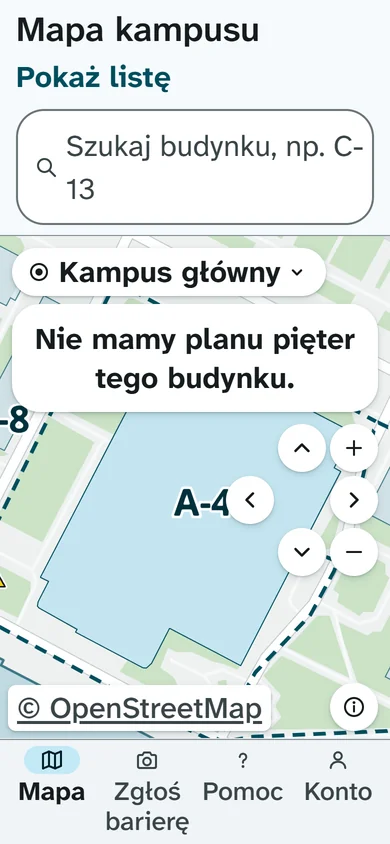 Mapa kampusu
Pokaż listę
Szukaj budynku, np. C-
13
Kampus główny
Nie mamy planu pięter
tego budynku.
-8
A-4
© OpenStreetMap
Mapa
Zgłoś
barierę
Pomoc
Konto